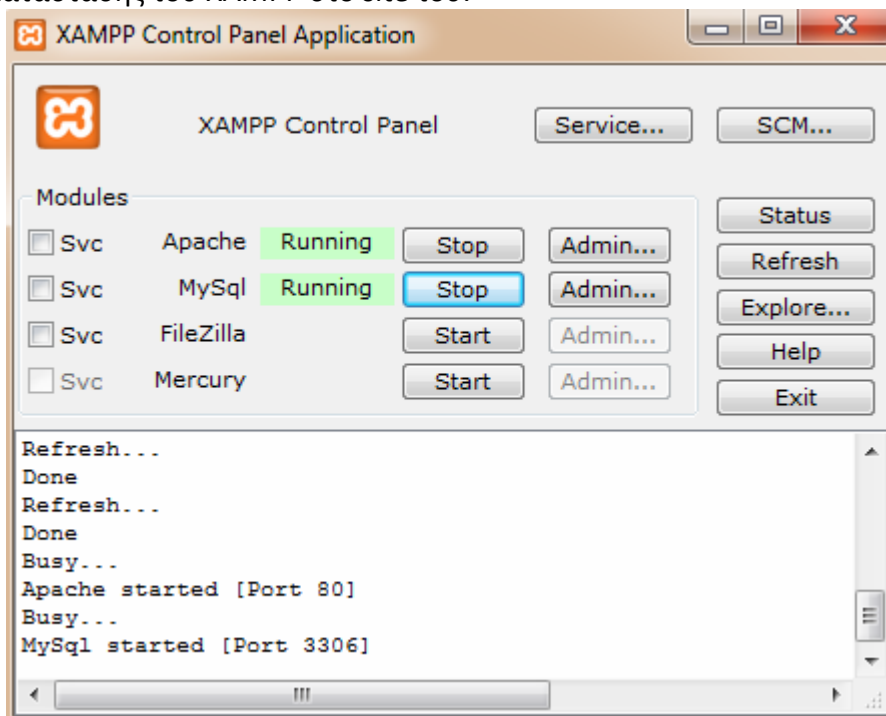 XAMPP Control Panel Application
XAMPP Control Panel
Service...
SCM...
Modules
Svc Apache Running Stop Admin...
Svc MySql Running Stop Admin...
Svc FileZilla Start Admin...
Svc Mercury Start Admin...
Status
Refresh
Explore...
Help
Exit
Refresh...
Done
Refresh...
Done
Busy...
Apache started [Port 80]
Busy...
MySql started [Port 3306]